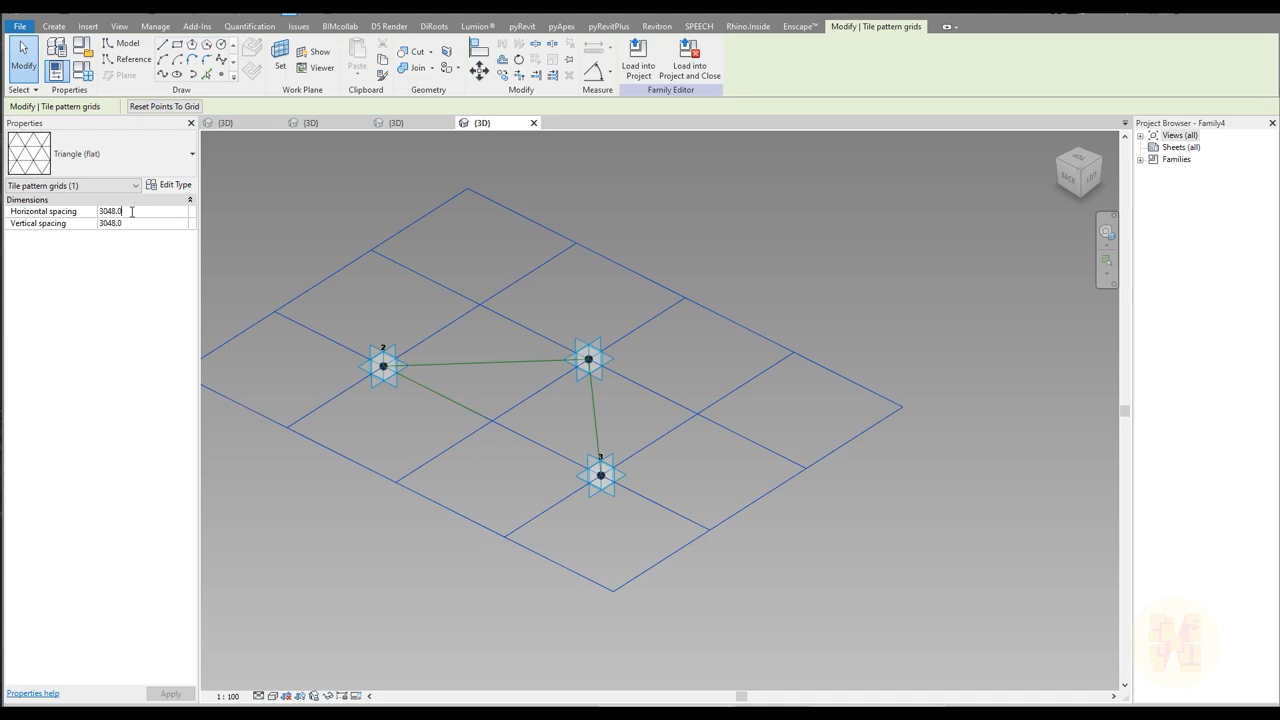 File Create Insert View Manage Add-Ins Quantification Issues BIMcollab D5 Render DiRoots Lumion® pyRevit pyApex pyRevitPlus Revitron SPEECH Rhino.Inside Enscape™ Modify | Tile pattern grids
Modify
Select
Properties
Model
Reference
Plane
Draw
Set
Show
Viewer
Work Plane
Paste
Clipboard
Cut
Join
Geometry
Modify
Measure
Load into
Project
Load into
Project and Close
Family Editor
Modify | Tile pattern grids Reset Points To Grid
Properties
Triangle (flat)
Tile pattern grids (1) Edit Type
Dimensions
Horizontal spacing 3048.0
Vertical spacing 3048.0
Properties help Apply
{3D} {3D} {3D} {3D}
BACK LEFT
2
3
1 : 100
Project Browser - Family4
Views (all)
Sheets (all)
Families